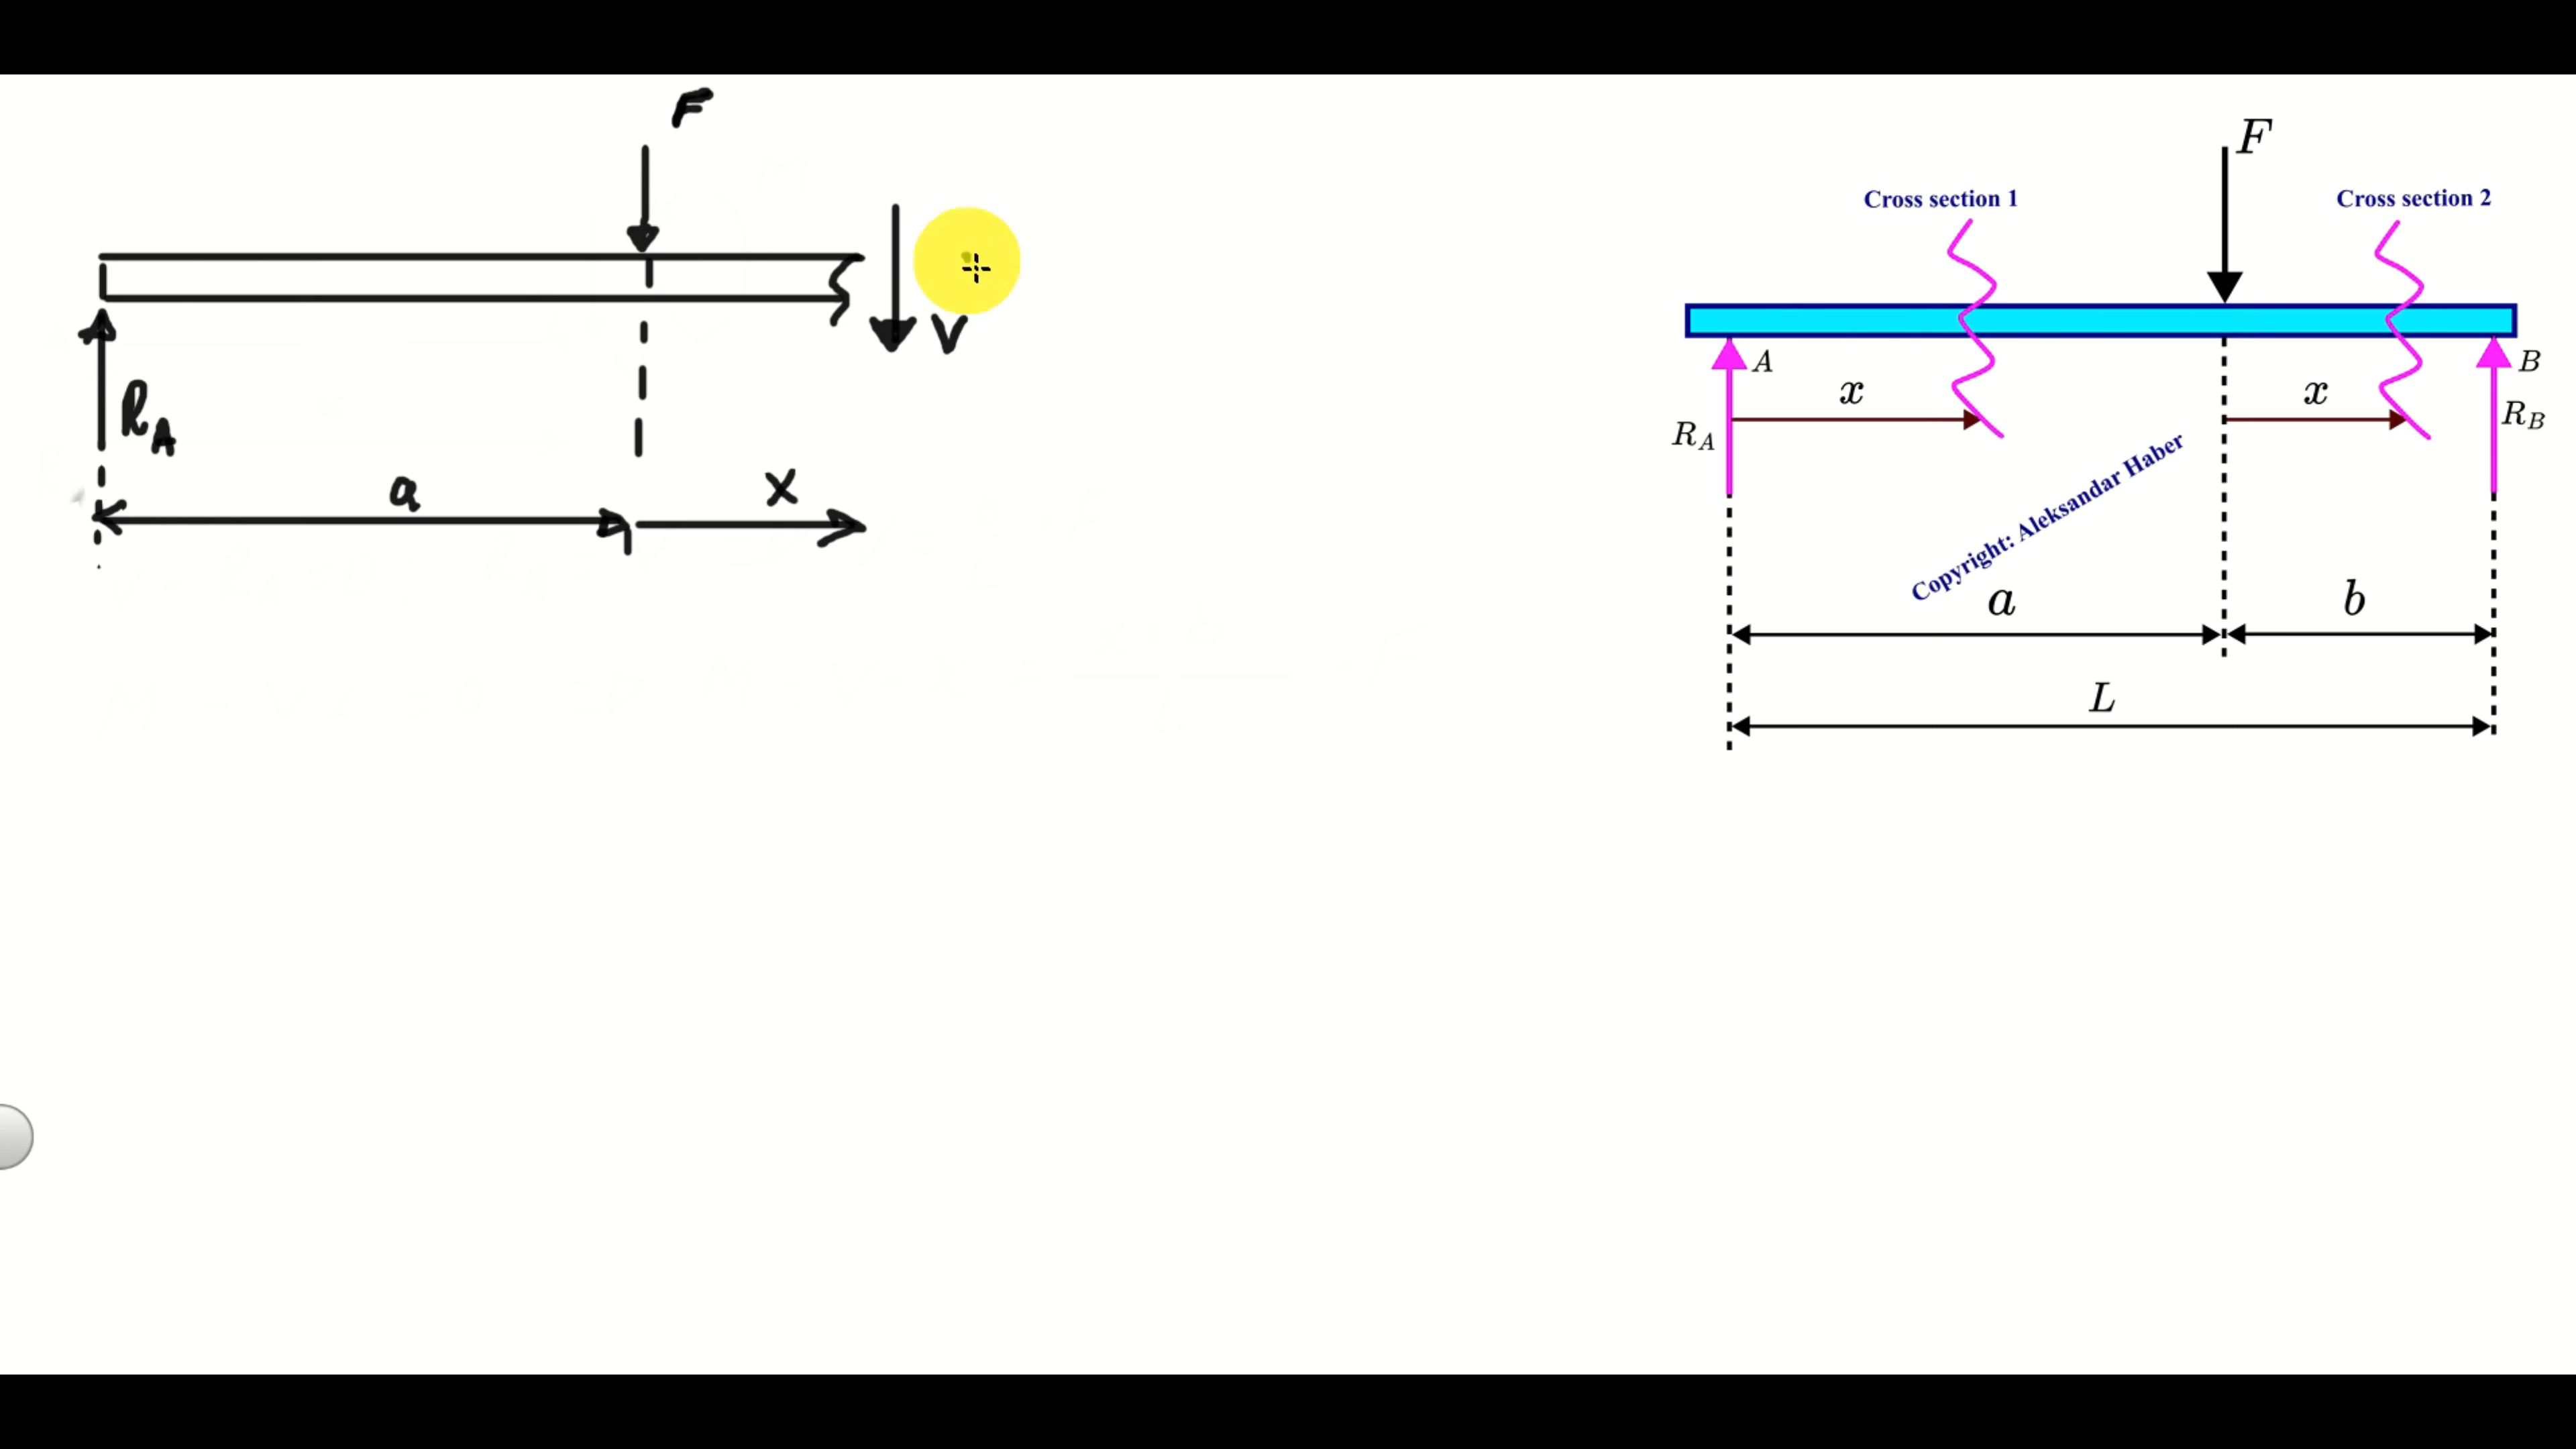 F
V
R_A
a
x
F
Cross section 1
Cross section 2
A
B
x
x
R_A
R_B
Copyright: Aleksandar Haber
a
b
L